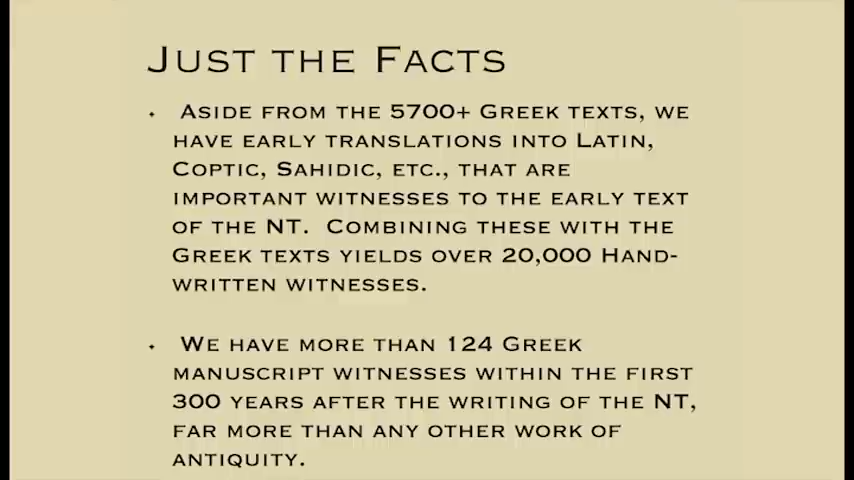 Just the Facts
Aside from the 5700+ Greek texts, we
have early translations into Latin,
Coptic, Sahidic, etc., that are
important witnesses to the early text
of the NT. Combining these with the
Greek texts yields over 20,000 Hand-
written witnesses.
We have more than 124 Greek
manuscript witnesses within the first
300 years after the writing of the NT,
far more than any other work of
antiquity.